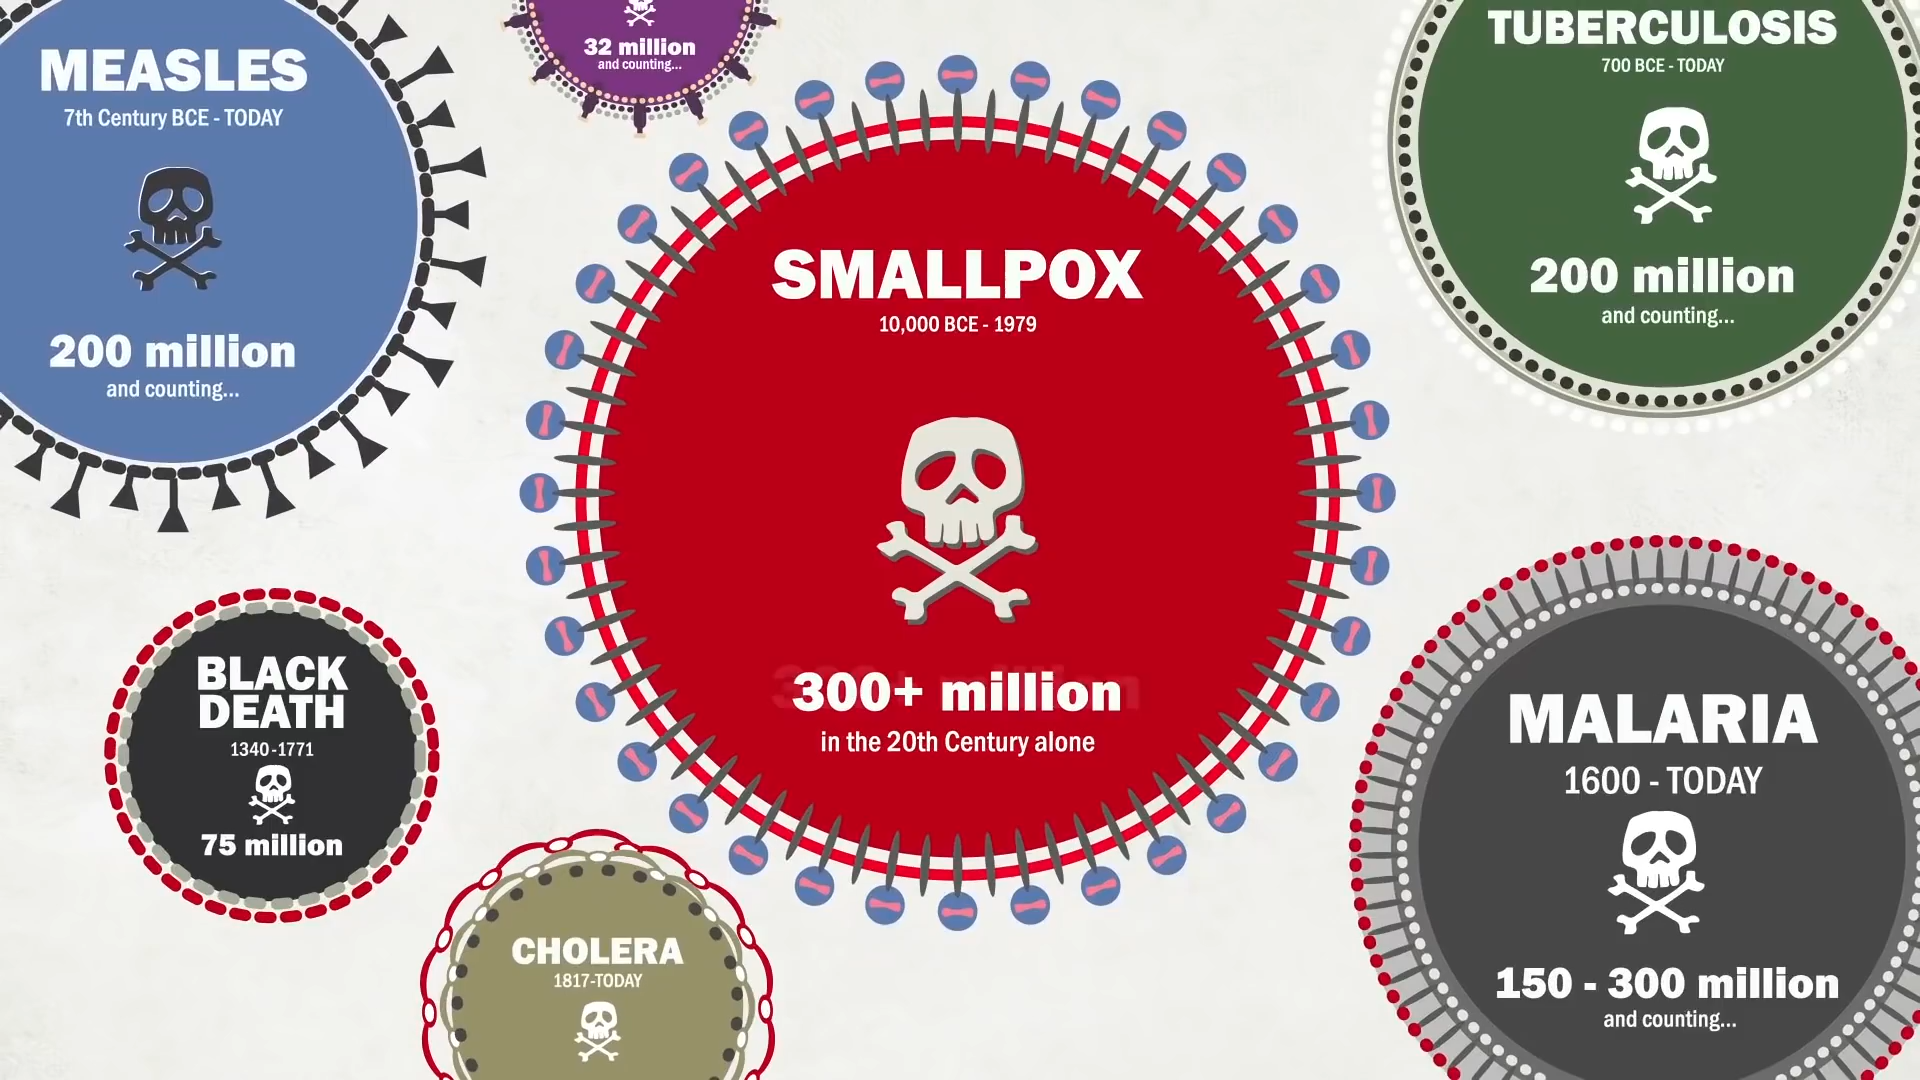 MEASLES
7th Century BCE - TODAY
200 million
and counting...
32 million
and counting...
TUBERCULOSIS
700 BCE - TODAY
200 million
and counting...
SMALLPOX
10,000 BCE - 1979
300+ million
in the 20th Century alone
BLACK
DEATH
1340-1771
75 million
CHOLERA
1817-TODAY
MALARIA
1600 - TODAY
150 - 300 million
and counting...